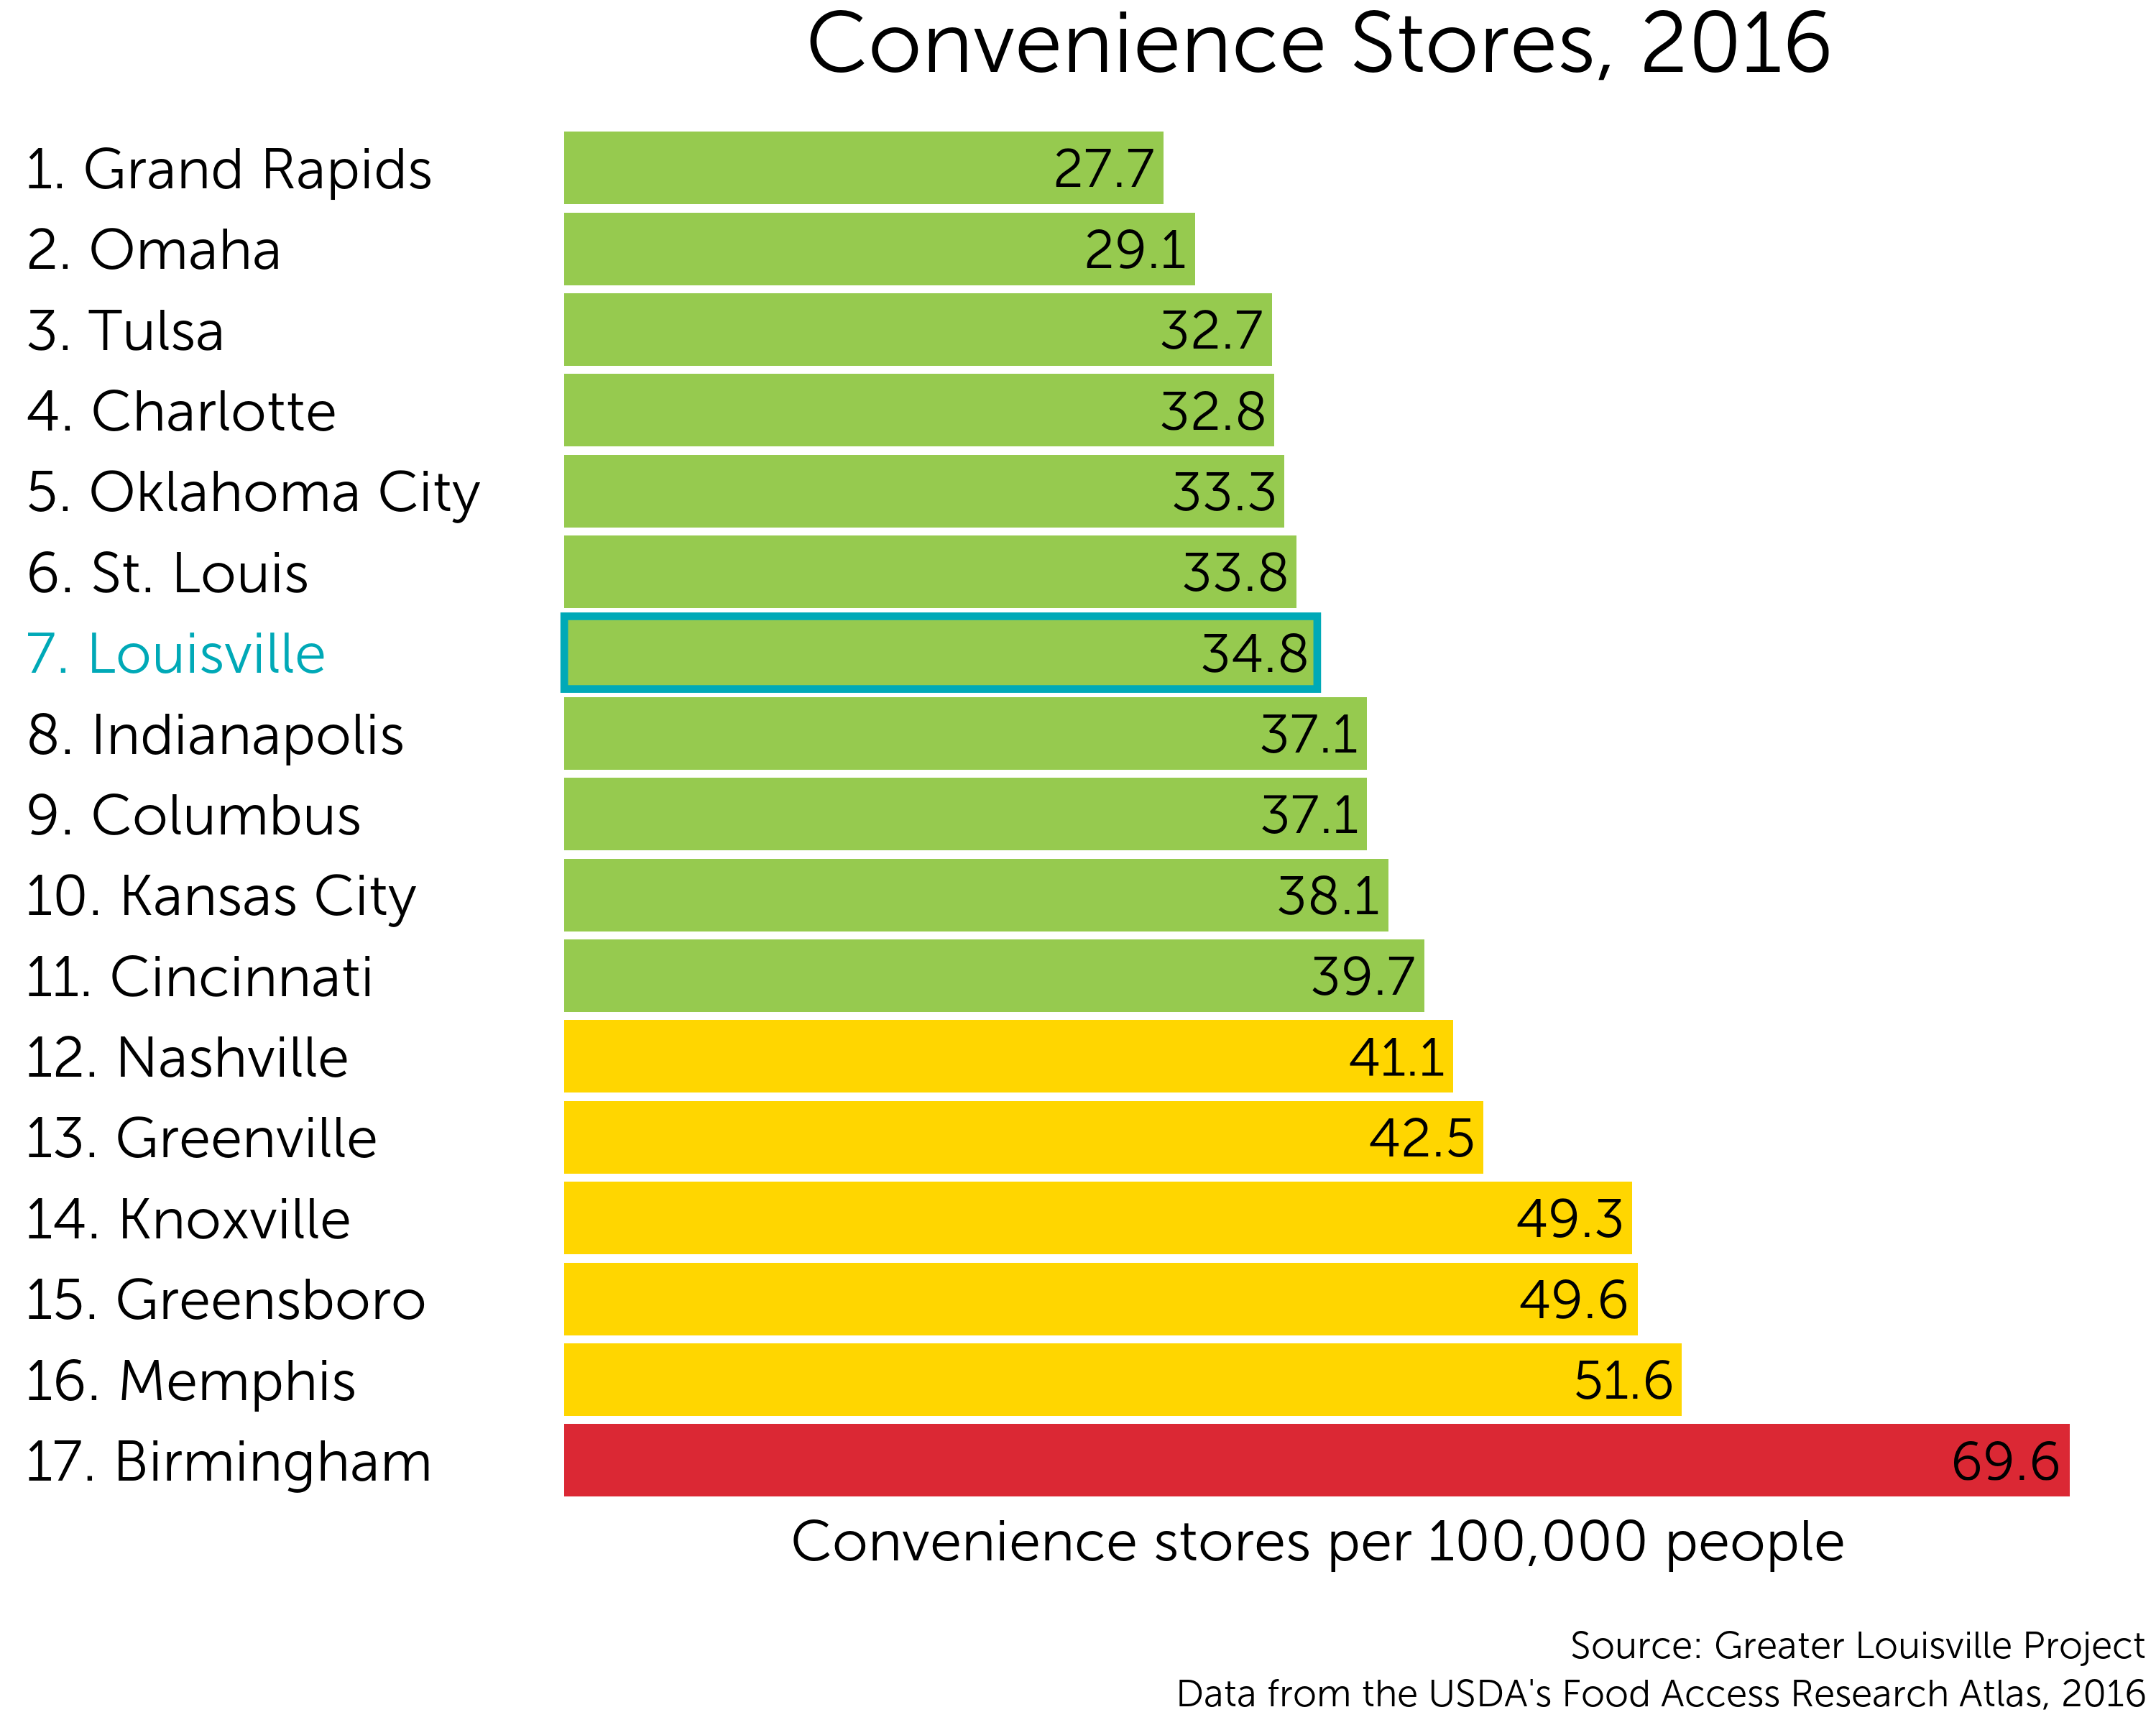 Convenience Stores, 2016
1. Grand Rapids 27.7
2. Omaha 29.1
3. Tulsa 32.7
4. Charlotte 32.8
5. Oklahoma City 33.3
6. St. Louis 33.8
7. Louisville 34.8
8. Indianapolis 37.1
9. Columbus 37.1
10. Kansas City 38.1
11. Cincinnati 39.7
12. Nashville 41.1
13. Greenville 42.5
14. Knoxville 49.3
15. Greensboro 49.6
16. Memphis 51.6
17. Birmingham 69.6
Convenience stores per 100,000 people
Source: Greater Louisville Project
Data from the USDA's Food Access Research Atlas, 2016